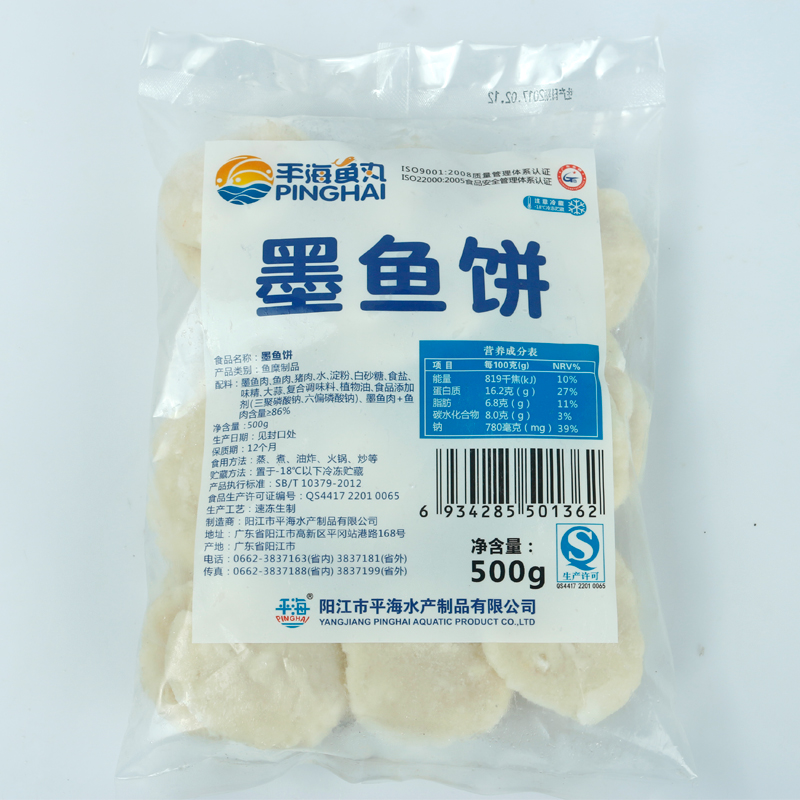 生产日期2017.02.12
平海鱼丸
PINGHAI
ISO9001:2008质量管理体系认证
ISO22000:2005食品安全管理体系认证
注意冷藏
墨鱼饼
食品名称:墨鱼饼
产品类别:鱼糜制品
配料:墨鱼肉、鱼肉、猪肉、水、淀粉、白砂糖、食盐、
味精、大蒜、复合调味料、植物油、食品添加
剂(三聚磷酸钠、六偏磷酸钠)、墨鱼肉+鱼
肉含量≥86%
净含量:500g
生产日期:见封口处
保质期:12个月
食用方法:蒸、煮、油炸、火锅、炒等
贮藏方法:置于-18℃以下冷冻贮藏
产品执行标准:SB/T 10379-2012
食品生产许可证编号:QS4417 2201 0065
生产工艺:速冻生制
制造商:阳江市平海水产制品有限公司
地址:广东省阳江市高新区平冈站港路168号
产地:广东省阳江市
电话:0662-3837163(省内) 3837181(省外)
传真:0662-3837188(省内) 3837199(省外)
营养成分表
项目 每100克(g) NRV%
能量 819千焦(kJ) 10%
蛋白质 16.2克(g) 27%
脂肪 6.8克(g) 11%
碳水化合物 8.0克(g) 3%
钠 780毫克(mg) 39%
6 934285 501362
净含量:
500g
生产许可
QS4417 2201 0065
平海
PINGHAI
®
阳江市平海水产制品有限公司
YANGJIANG PINGHAI AQUATIC PRODUCT CO.,LTD